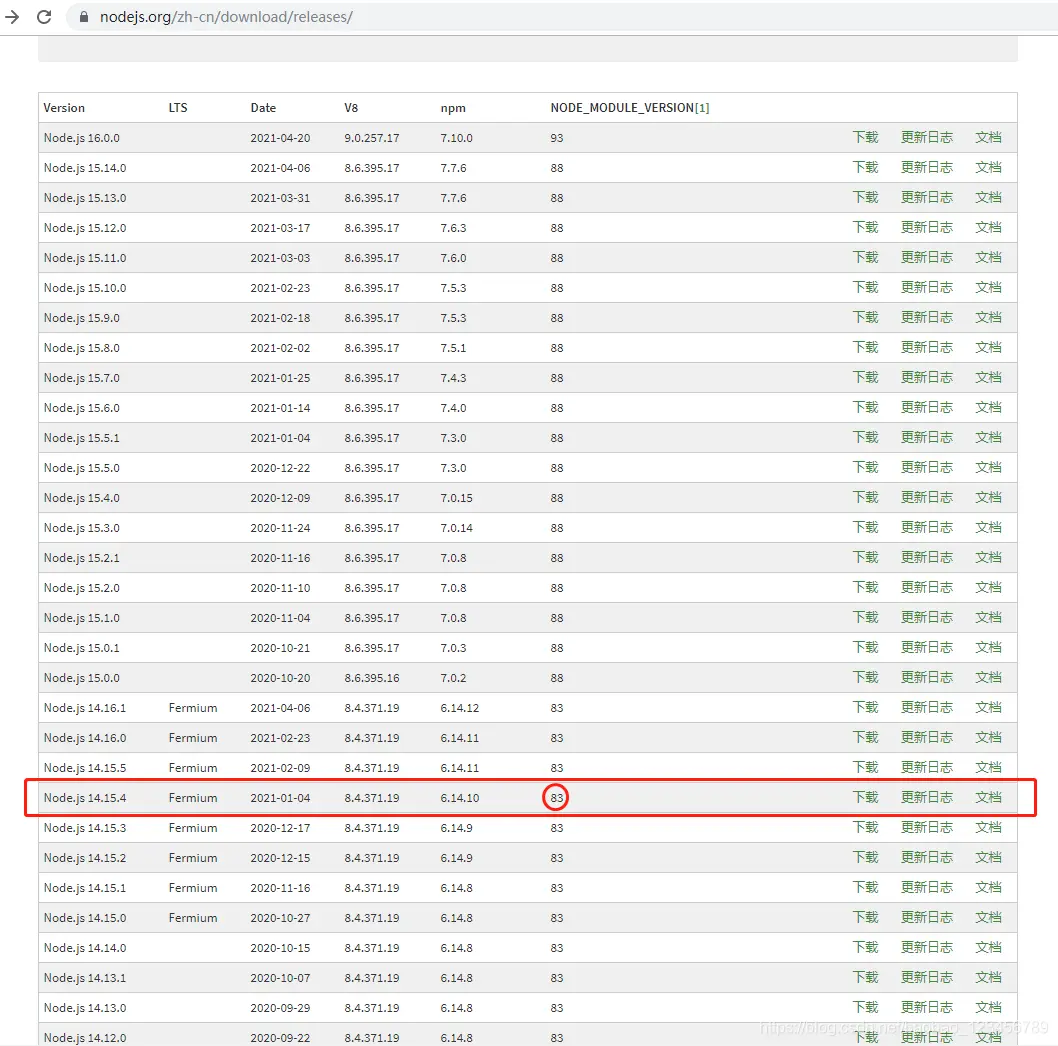 nodejs.org/zh-cn/download/releases/
Version LTS Date V8 npm NODE_MODULE_VERSION[1]
Node.js 16.0.0 2021-04-20 9.0.257.17 7.10.0 93 下载 更新日志 文档
Node.js 15.14.0 2021-04-06 8.6.395.17 7.7.6 88 下载 更新日志 文档
Node.js 15.13.0 2021-03-31 8.6.395.17 7.7.6 88 下载 更新日志 文档
Node.js 15.12.0 2021-03-17 8.6.395.17 7.6.3 88 下载 更新日志 文档
Node.js 15.11.0 2021-03-03 8.6.395.17 7.6.0 88 下载 更新日志 文档
Node.js 15.10.0 2021-02-23 8.6.395.17 7.5.3 88 下载 更新日志 文档
Node.js 15.9.0 2021-02-18 8.6.395.17 7.5.3 88 下载 更新日志 文档
Node.js 15.8.0 2021-02-02 8.6.395.17 7.5.1 88 下载 更新日志 文档
Node.js 15.7.0 2021-01-25 8.6.395.17 7.4.3 88 下载 更新日志 文档
Node.js 15.6.0 2021-01-14 8.6.395.17 7.4.0 88 下载 更新日志 文档
Node.js 15.5.1 2021-01-04 8.6.395.17 7.3.0 88 下载 更新日志 文档
Node.js 15.5.0 2020-12-22 8.6.395.17 7.3.0 88 下载 更新日志 文档
Node.js 15.4.0 2020-12-09 8.6.395.17 7.0.15 88 下载 更新日志 文档
Node.js 15.3.0 2020-11-24 8.6.395.17 7.0.14 88 下载 更新日志 文档
Node.js 15.2.1 2020-11-16 8.6.395.17 7.0.8 88 下载 更新日志 文档
Node.js 15.2.0 2020-11-10 8.6.395.17 7.0.8 88 下载 更新日志 文档
Node.js 15.1.0 2020-11-04 8.6.395.17 7.0.8 88 下载 更新日志 文档
Node.js 15.0.1 2020-10-21 8.6.395.17 7.0.3 88 下载 更新日志 文档
Node.js 15.0.0 2020-10-20 8.6.395.16 7.0.2 88 下载 更新日志 文档
Node.js 14.16.1 Fermium 2021-04-06 8.4.371.19 6.14.12 83 下载 更新日志 文档
Node.js 14.16.0 Fermium 2021-02-23 8.4.371.19 6.14.11 83 下载 更新日志 文档
Node.js 14.15.5 Fermium 2021-02-09 8.4.371.19 6.14.11 83 下载 更新日志 文档
Node.js 14.15.4 Fermium 2021-01-04 8.4.371.19 6.14.10 83 下载 更新日志 文档
Node.js 14.15.3 Fermium 2020-12-17 8.4.371.19 6.14.9 83 下载 更新日志 文档
Node.js 14.15.2 Fermium 2020-12-15 8.4.371.19 6.14.9 83 下载 更新日志 文档
Node.js 14.15.1 Fermium 2020-11-16 8.4.371.19 6.14.8 83 下载 更新日志 文档
Node.js 14.15.0 Fermium 2020-10-27 8.4.371.19 6.14.8 83 下载 更新日志 文档
Node.js 14.14.0 2020-10-15 8.4.371.19 6.14.8 83 下载 更新日志 文档
Node.js 14.13.1 2020-10-07 8.4.371.19 6.14.8 83 下载 更新日志 文档
Node.js 14.13.0 2020-09-29 8.4.371.19 6.14.8 83 下载 更新日志 文档
Node.js 14.12.0 2020-09-22 8.4.371.19 6.14.8 83 下载 更新日志 文档